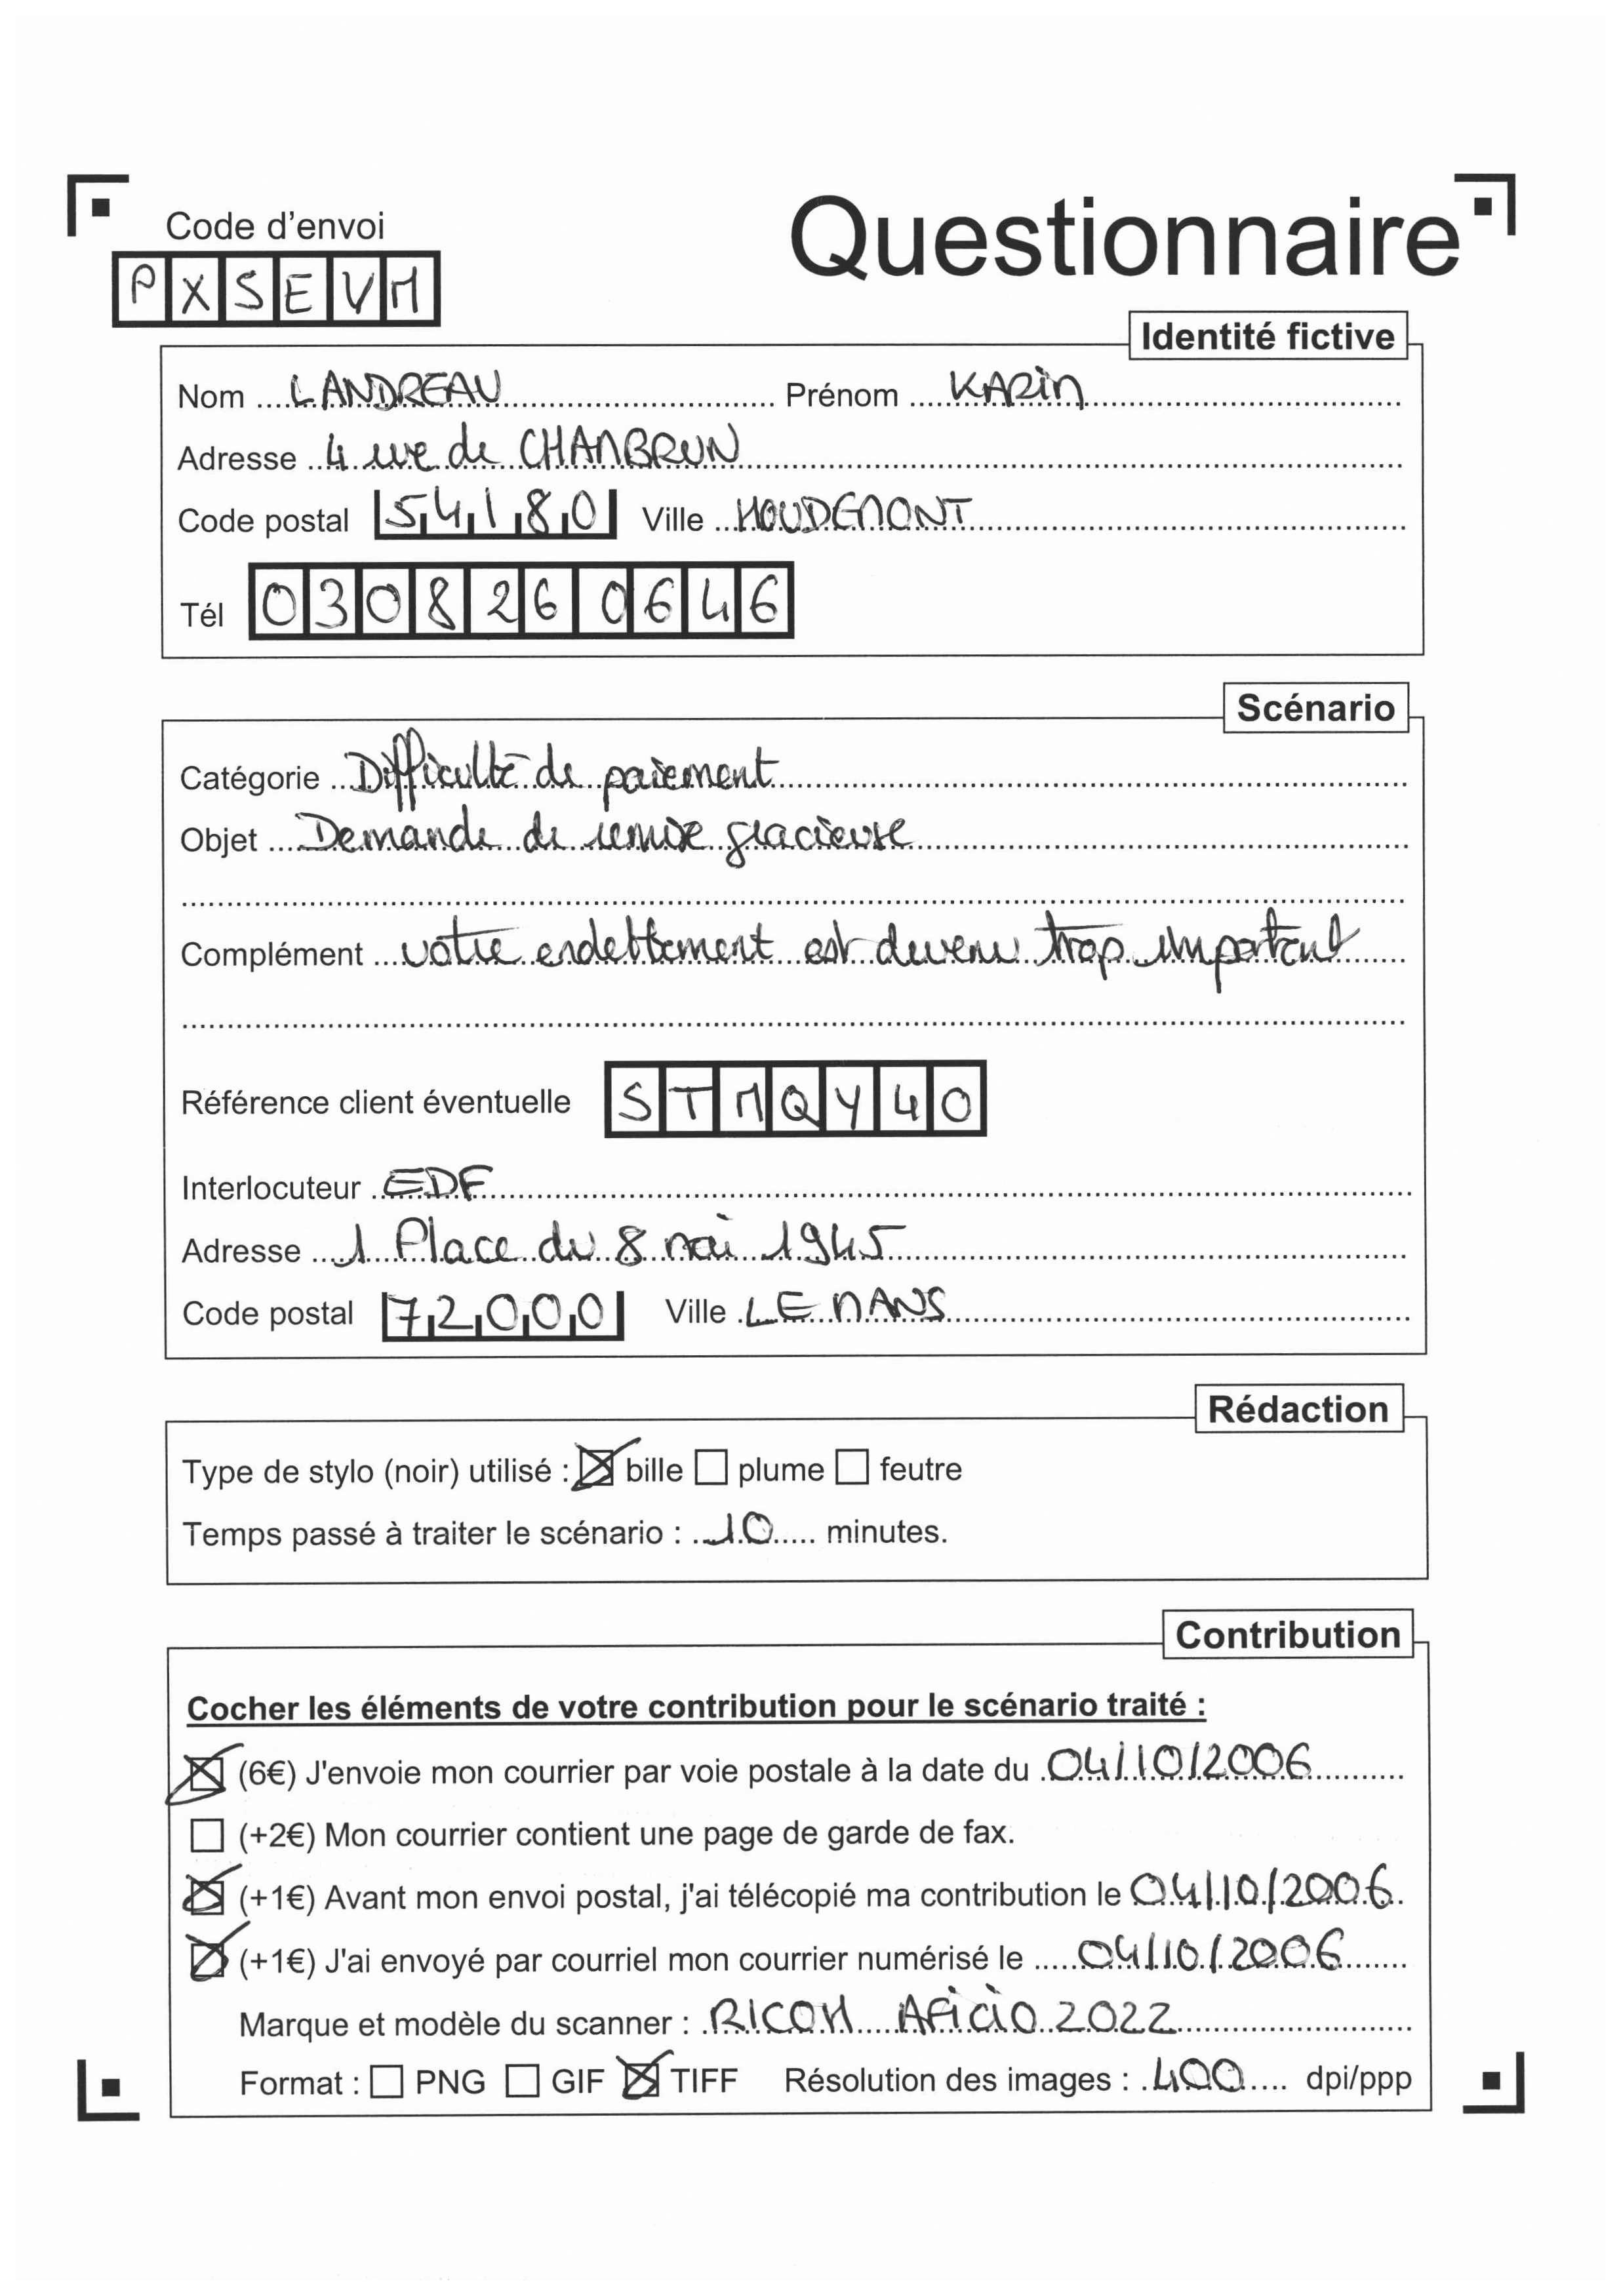 Code d'envoi
Questionnaire
PXSEVM
Identité fictive
Nom LANDREAU Prénom KARin
Adresse 4 rue de CHAMBRUN
Code postal 54180 Ville HOUDEMONT
Tél 0308260646
Scénario
Catégorie Difficulté de paiement
Objet Demande de remise gracieuse
Complément votre endettement est devenu trop important
Référence client éventuelle STMQY40
Interlocuteur EDF
Adresse 1 Place du 8 mai 1945
Code postal 72000 Ville LE MANS
Rédaction
Type de stylo (noir) utilisé : bille plume feutre
Temps passé à traiter le scénario : 10 minutes.
Contribution
Cocher les éléments de votre contribution pour le scénario traité :
(6€) J'envoie mon courrier par voie postale à la date du 04/10/2006
(+2€) Mon courrier contient une page de garde de fax.
(+1€) Avant mon envoi postal, j'ai télécopié ma contribution le 04/10/2006.
(+1€) J'ai envoyé par courriel mon courrier numérisé le 04/10/2006
Marque et modèle du scanner : RICOH Aficio 2022
Format : PNG GIF TIFF Résolution des images : 400 dpi/ppp